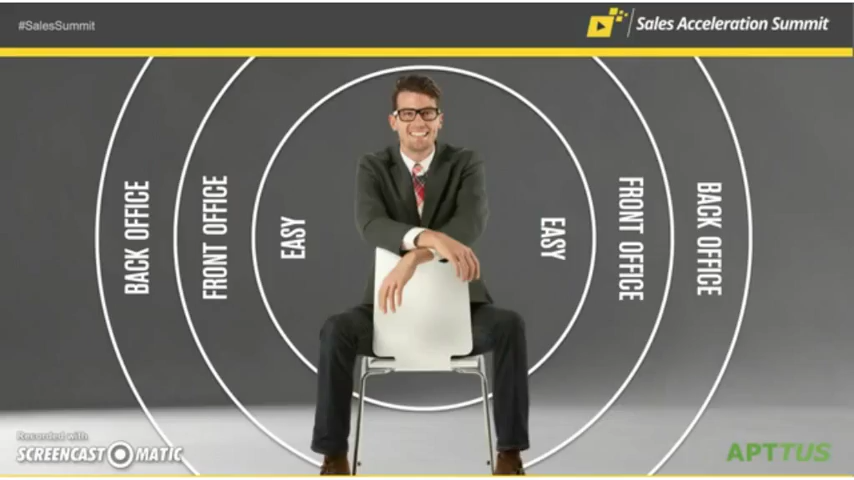 #SalesSummit
Sales Acceleration Summit
BACK OFFICE
FRONT OFFICE
EASY
EASY
FRONT OFFICE
BACK OFFICE
Recorded with
SCREENCAST MATIC
APTTUS